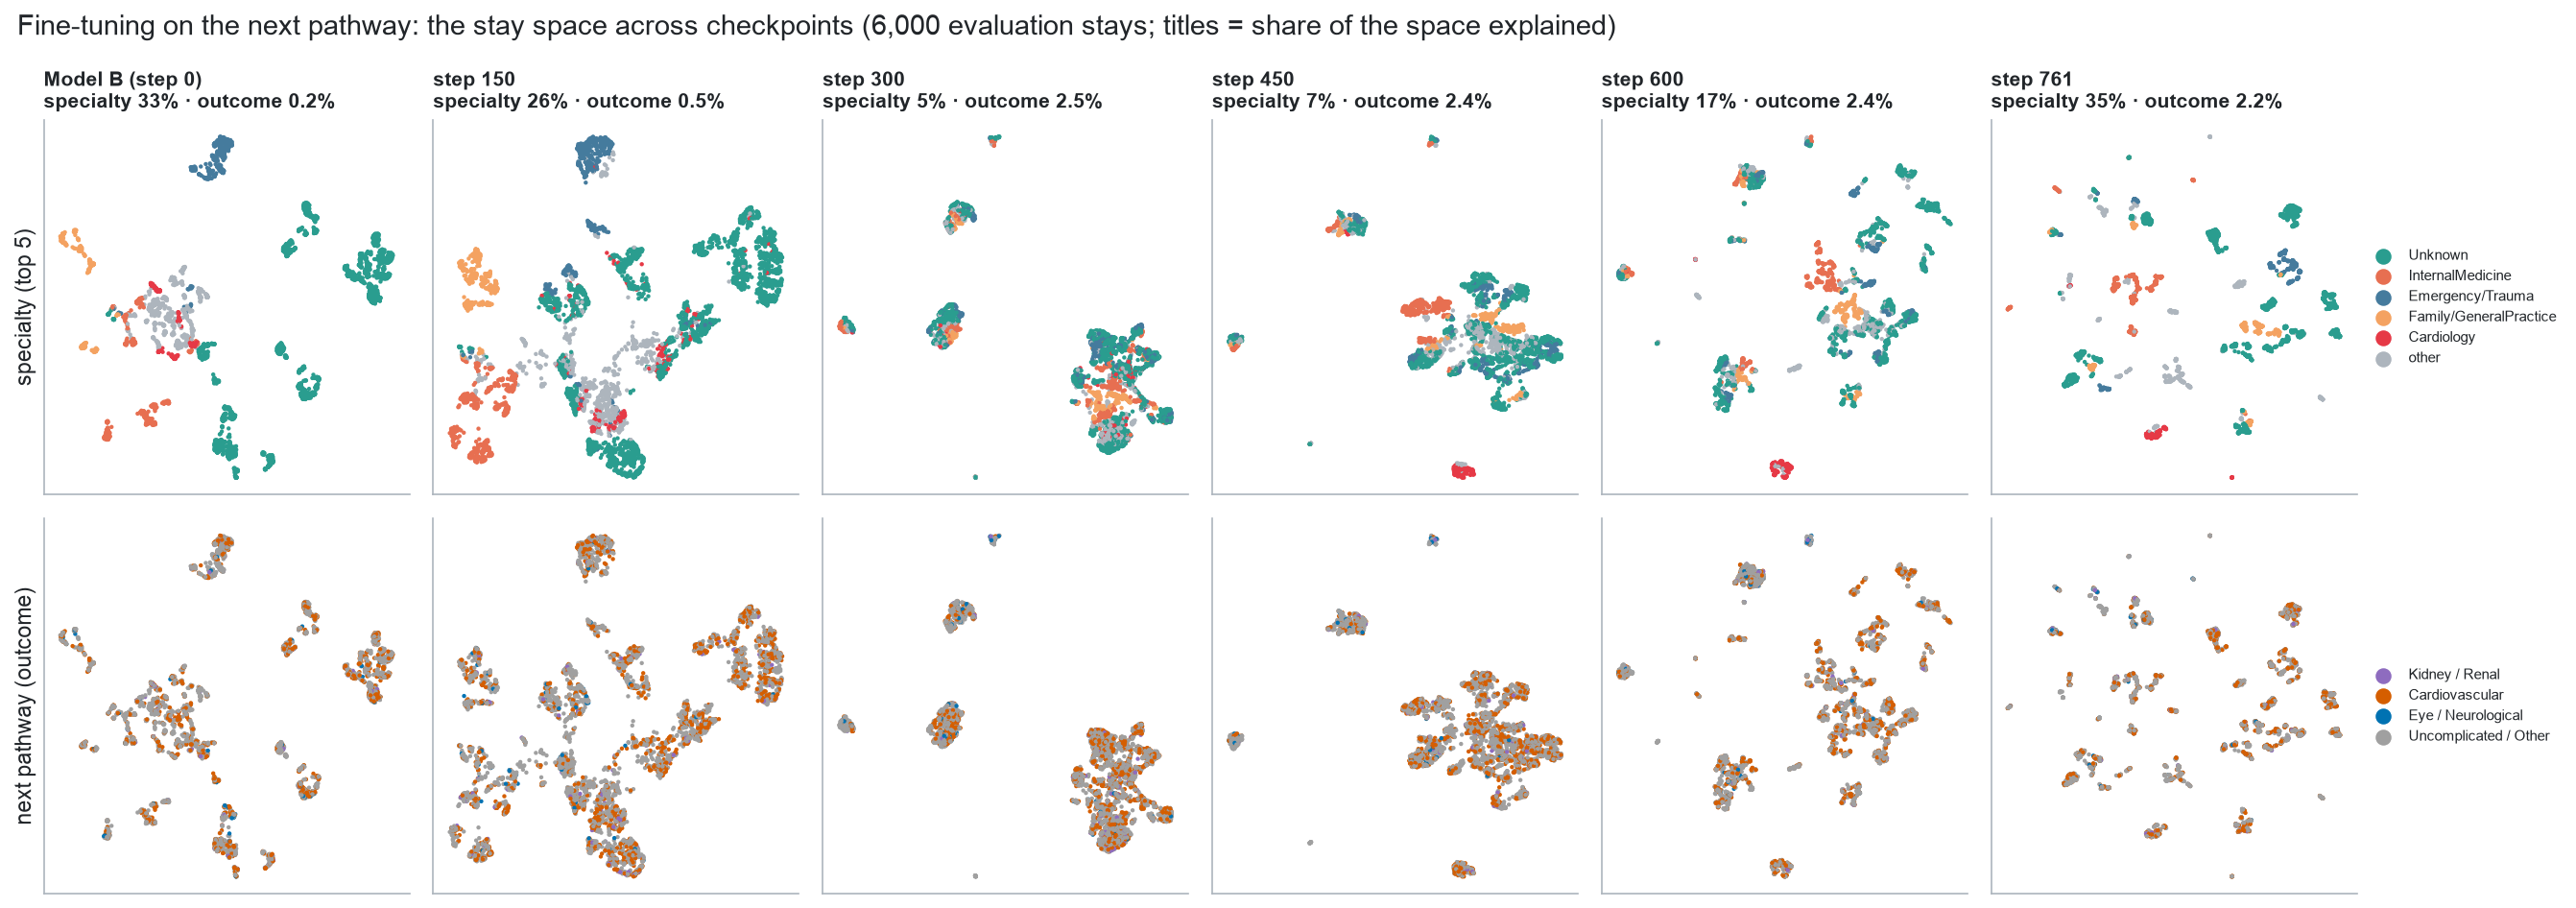 Fine-tuning on the next pathway: the stay space across checkpoints (6,000 evaluation stays; titles = share of the space explained)
Model B (step 0)
specialty 33% · outcome 0.2%
step 150
specialty 26% · outcome 0.5%
step 300
specialty 5% · outcome 2.5%
step 450
specialty 7% · outcome 2.4%
step 600
specialty 17% · outcome 2.4%
step 761
specialty 35% · outcome 2.2%
specialty (top 5)
Unknown
InternalMedicine
Emergency/Trauma
Family/GeneralPractice
Cardiology
other
next pathway (outcome)
Kidney / Renal
Cardiovascular
Eye / Neurological
Uncomplicated / Other